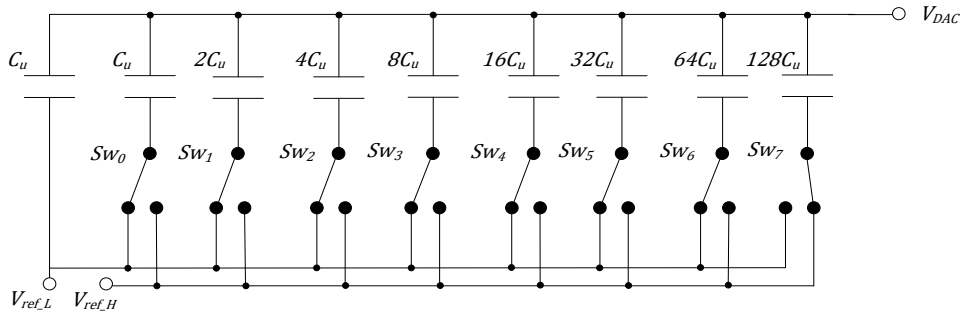 V_DAC
C_u C_u 2C_u 4C_u 8C_u 16C_u 32C_u 64C_u 128C_u
Sw_0 Sw_1 Sw_2 Sw_3 Sw_4 Sw_5 Sw_6 Sw_7
V_ref_L V_ref_H